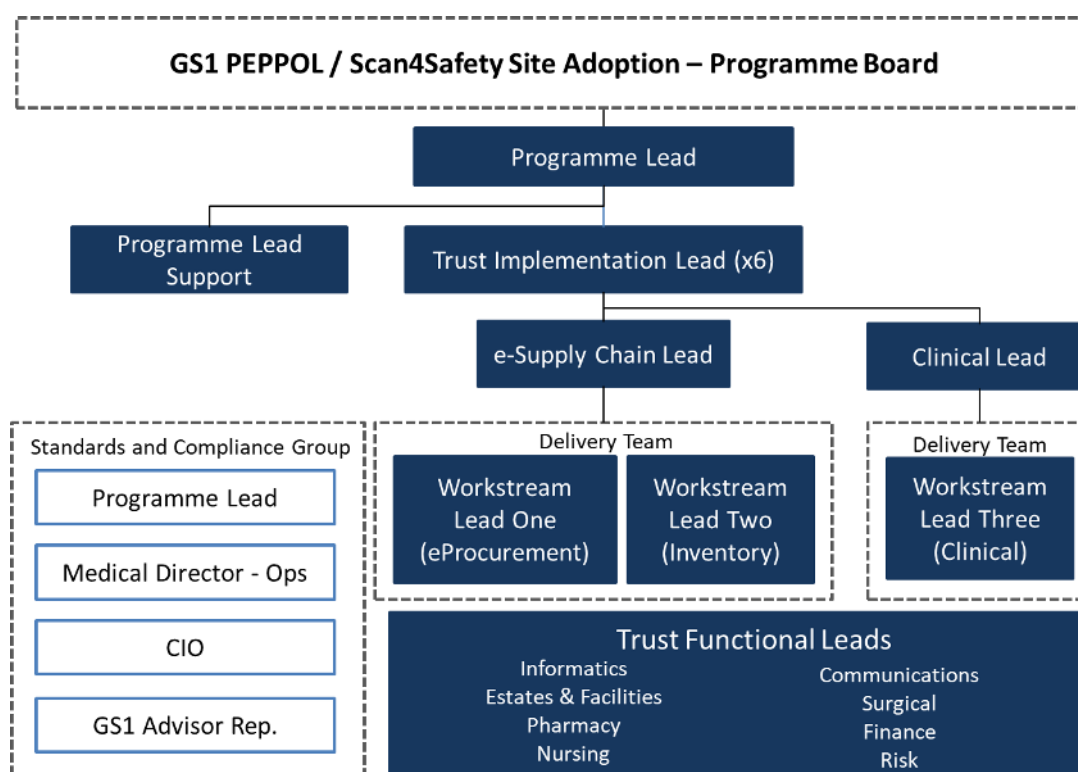 GS1 PEPPOL / Scan4Safety Site Adoption – Programme Board
Programme Lead
Programme Lead
Support
Trust Implementation Lead (x6)
e-Supply Chain Lead
Clinical Lead
Standards and Compliance Group
Programme Lead
Medical Director - Ops
CIO
GS1 Advisor Rep.
Delivery Team
Workstream
Lead One
(eProcurement)
Workstream
Lead Two
(Inventory)
Delivery Team
Workstream
Lead Three
(Clinical)
Trust Functional Leads
Informatics
Estates & Facilities
Pharmacy
Nursing
Communications
Surgical
Finance
Risk